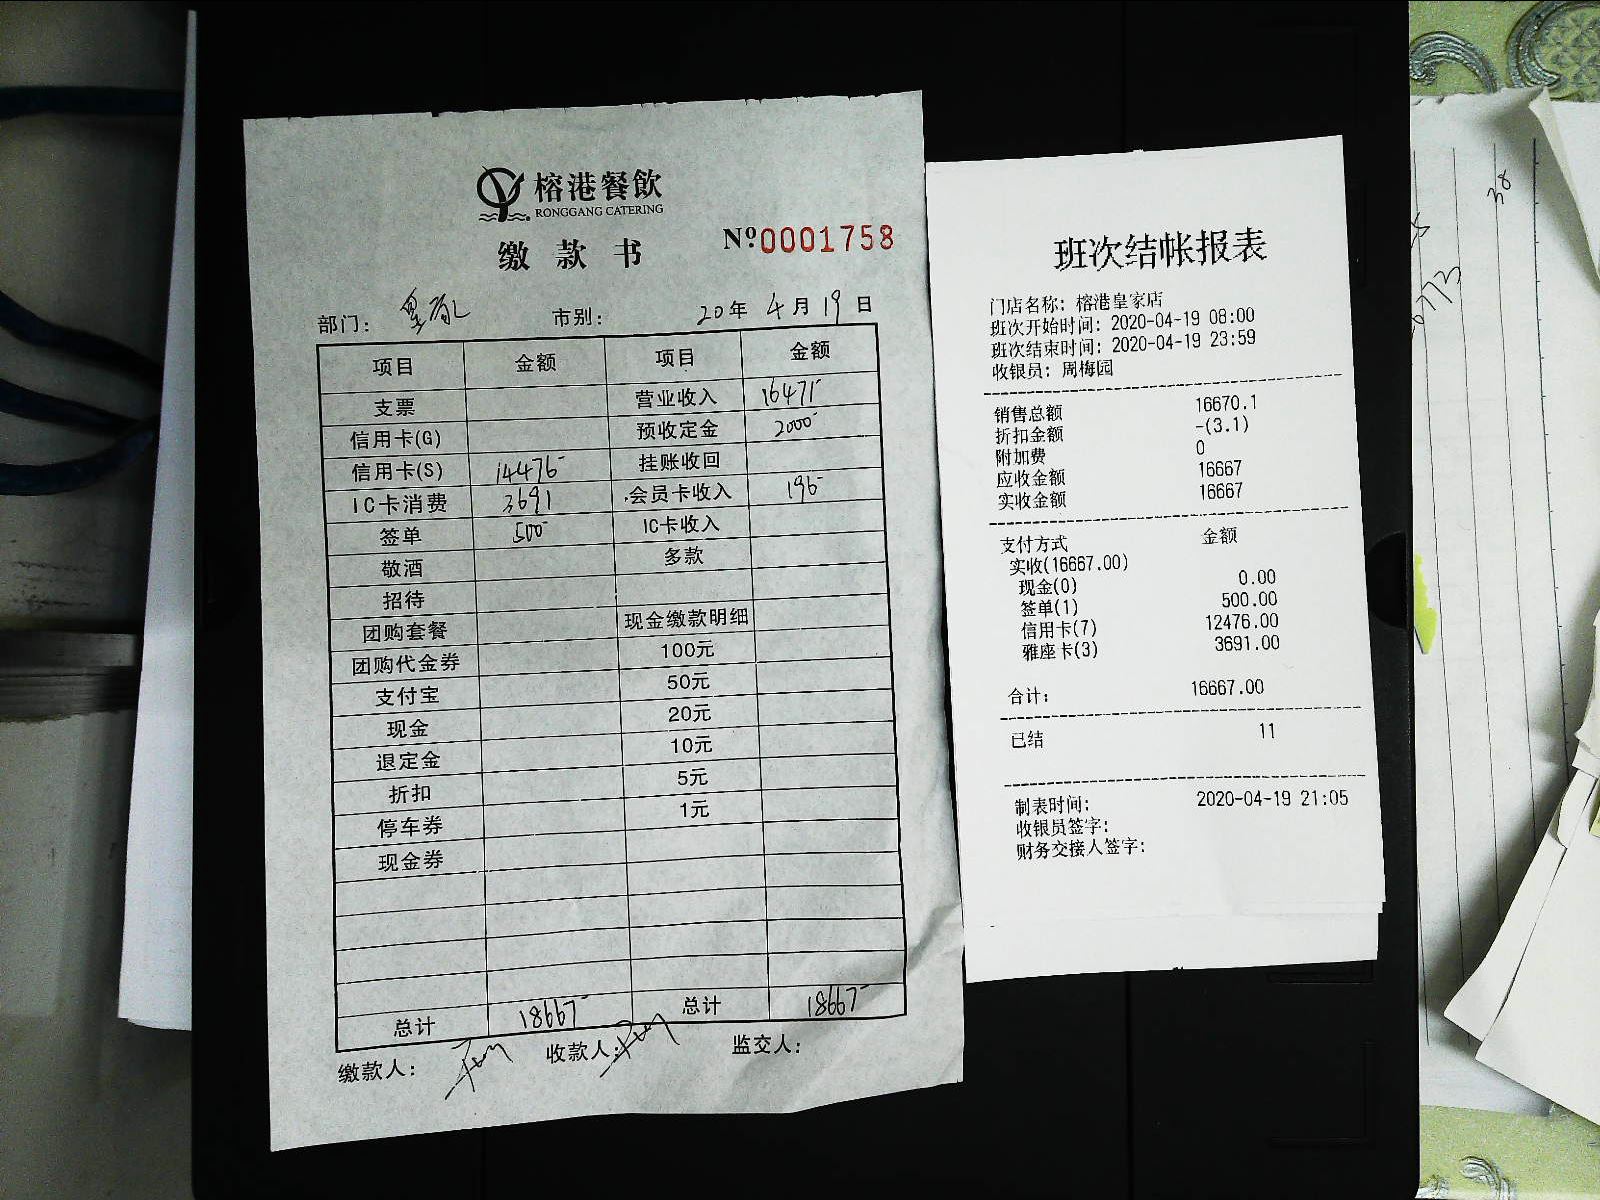 榕港餐飲
RONGGANG CATERING
缴款书
Nº0001758
部门： 市别： 20年 4月 19日
项目 金额 项目 金额
支票 营业收入 16471-
信用卡(G) 预收定金 2000-
信用卡(S) 14476- 挂账收回
IC卡消费 3691 会员卡收入 196-
签单 500- IC卡收入
敬酒 多款
招待
团购套餐 现金缴款明细
团购代金券 100元
支付宝 50元
现金 20元
退定金 10元
折扣 5元
停车券 1元
现金券
总计 18667- 总计 18667-
缴款人： 收款人： 监交人：
班次结帐报表
门店名称: 榕港皇家店
班次开始时间: 2020-04-19 08:00
班次结束时间: 2020-04-19 23:59
收银员: 周梅园
销售总额 16670.1
折扣金额 -(3.1)
附加费 0
应收金额 16667
实收金额 16667
支付方式 金额
实收(16667.00)
现金(0) 0.00
签单(1) 500.00
信用卡(7) 12476.00
雅座卡(3) 3691.00
合计: 16667.00
已结 11
制表时间: 2020-04-19 21:05
收银员签字:
财务交接人签字:
38